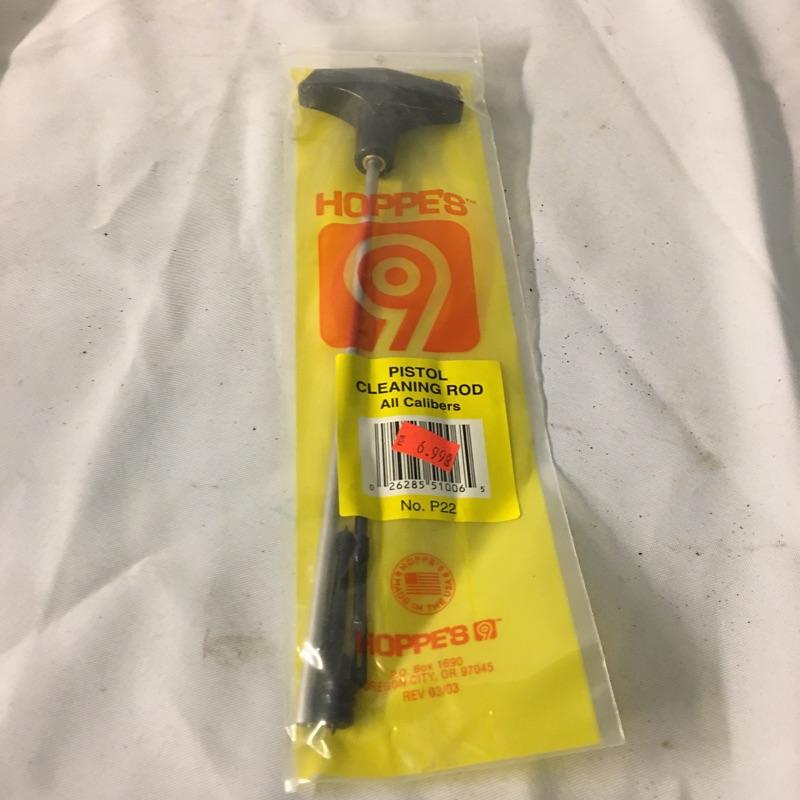 HOPPE'S™
9
PISTOL
CLEANING ROD
All Calibers
6.99
0 26285 51006 5
No. P22
HOPPE'S
MADE IN THE USA
HOPPE'S 9™
P.O. Box 1690
OREGON CITY, OR 97045
REV 03/03